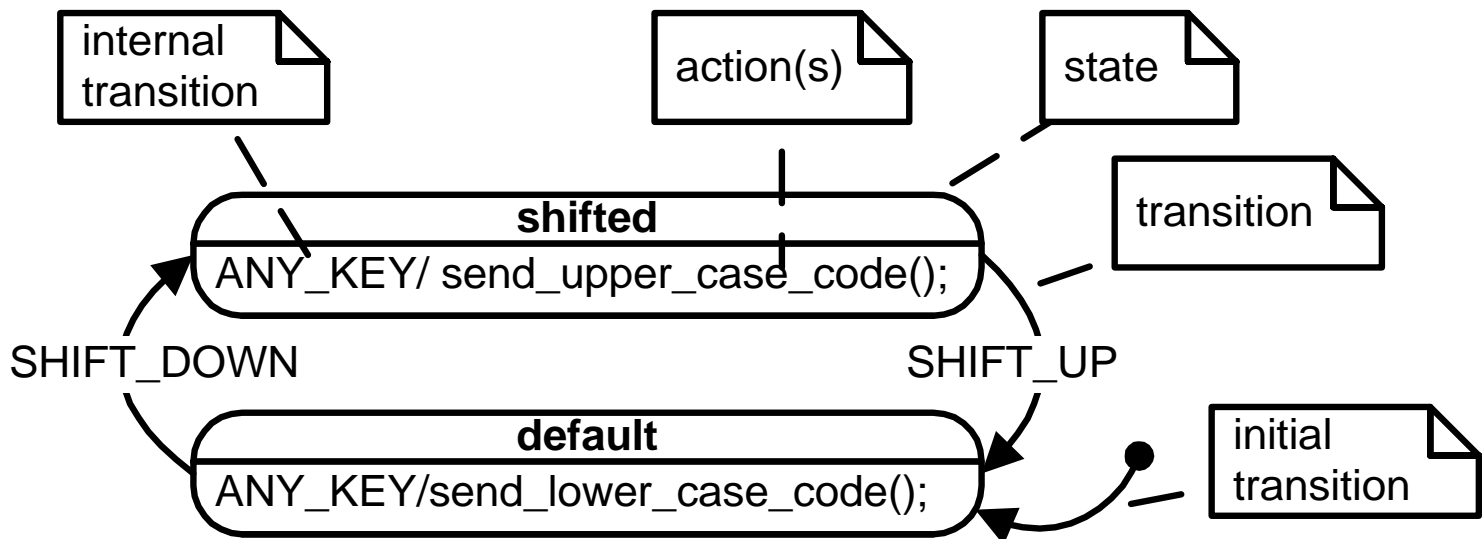 internal
transition
action(s)
state
transition
shifted
ANY_KEY/ send_upper_case_code();
SHIFT_DOWN
SHIFT_UP
default
ANY_KEY/send_lower_case_code();
initial
transition